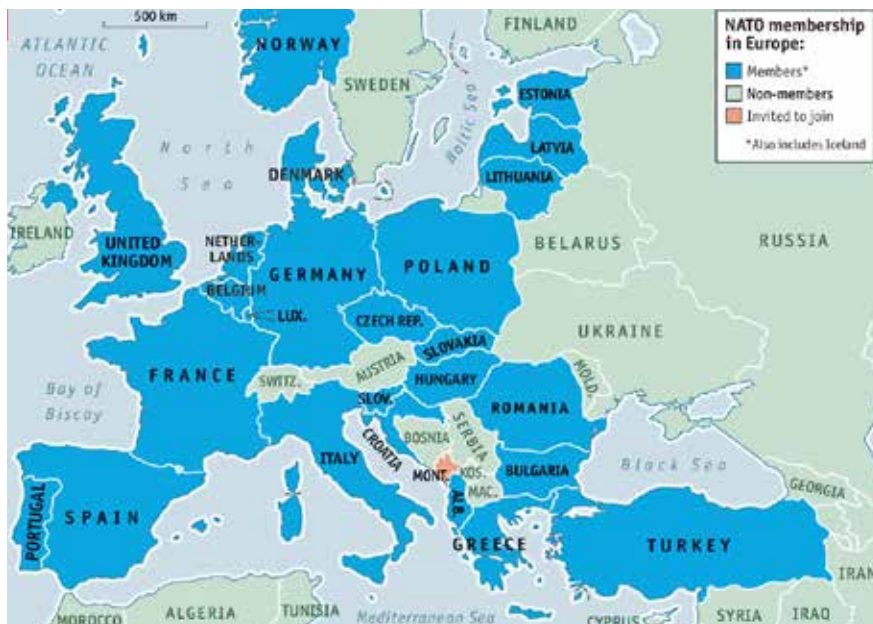 500 km
ATLANTIC
OCEAN
NORWAY
SWEDEN
FINLAND
NATO membership
in Europe:
Members*
Non-members
Invited to join
*Also includes Iceland
ESTONIA
LATVIA
LITHUANIA
Baltic Sea
North
Sea
DENMARK
IRELAND
UNITED
KINGDOM
NETHER-
LANDS
BELGRIM
LUX.
GERMANY
POLAND
BELARUS
RUSSIA
UKRAINE
CZECH REP.
SLOVAKIA
AUSTRIA
HUNGARY
MOLD.
FRANCE
SWITZ.
SLOV.
ROMANIA
Bay of
Biscay
CROATIA
BOSNIA
SERBIA
ITALY
MONT.
KOS.
MAC.
BULGARIA
Black Sea
GEORGIA
PORTUGAL
SPAIN
ALB.
GREECE
TURKEY
IRAN
MOROCCO
ALGERIA
TUNISIA
Mediterranean Sea
CYPRUS
SYRIA
IRAQ